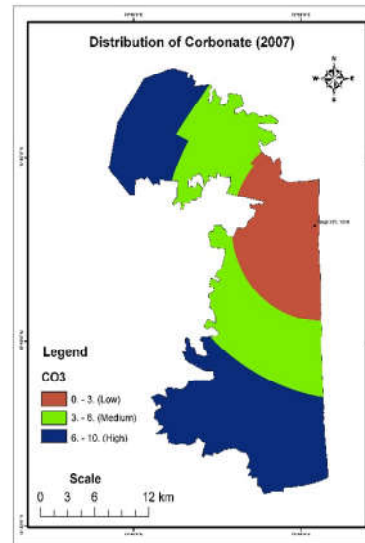 Distribution of Corbonate (2007)
N
W E
S
Legend
CO3
0. - 3. (Low)
3. - 6. (Medium)
6. - 10. (High)
Scale
0 3 6 12 km